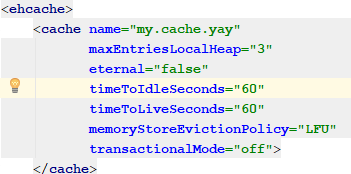 <ehcache>
<cache name="my.cache.yay"
maxEntriesLocalHeap="3"
eternal="false"
timeToIdleSeconds="60"
timeToLiveSeconds="60"
memoryStoreEvictionPolicy="LFU"
transactionalMode="off">
</cache>